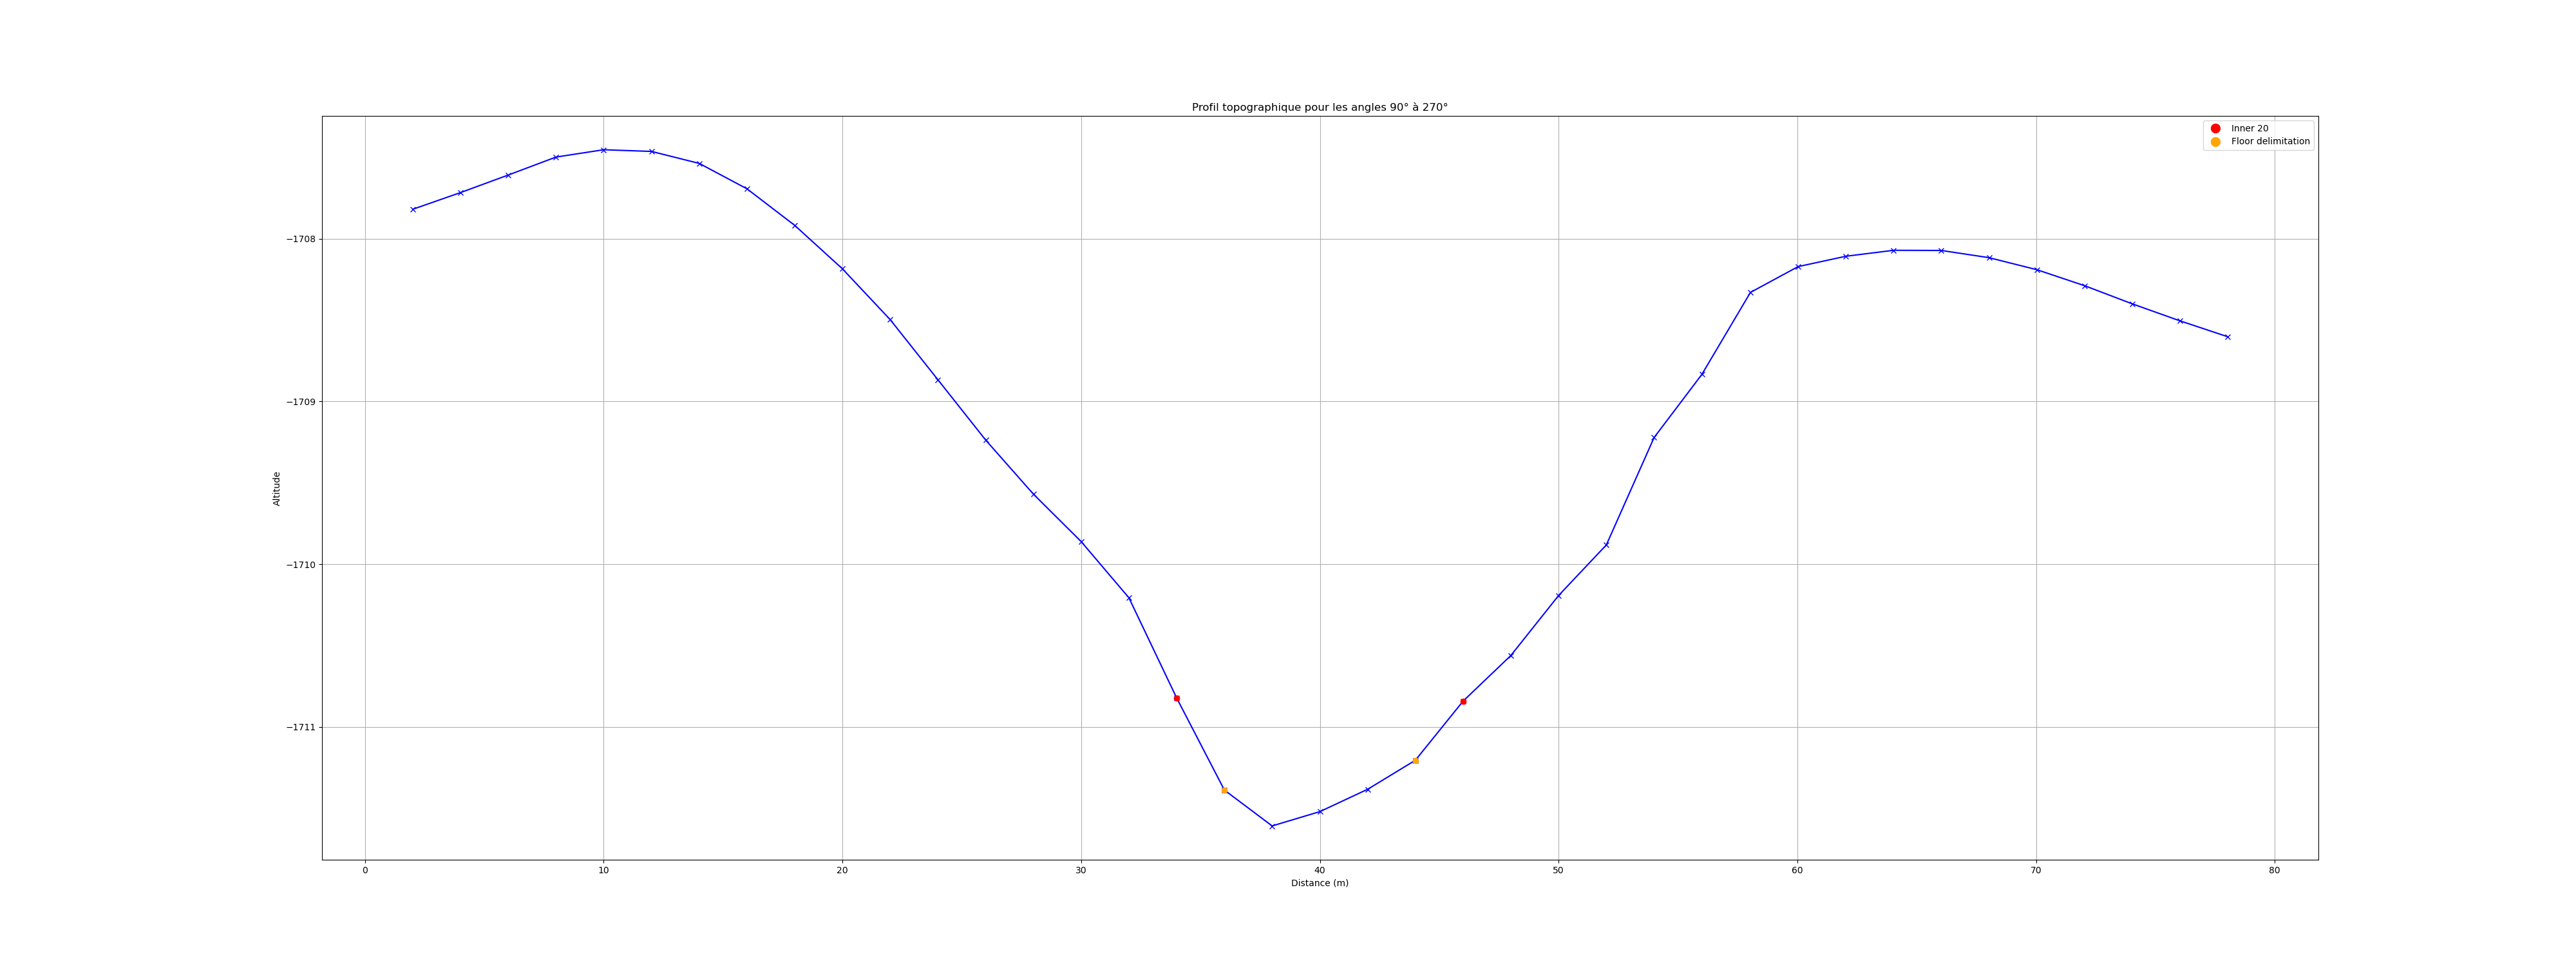 Profil topographique pour les angles 90° à 270°
Inner 20
Floor delimitation
Altitude
−1708
−1709
−1710
−1711
0 10 20 30 40 50 60 70 80
Distance (m)